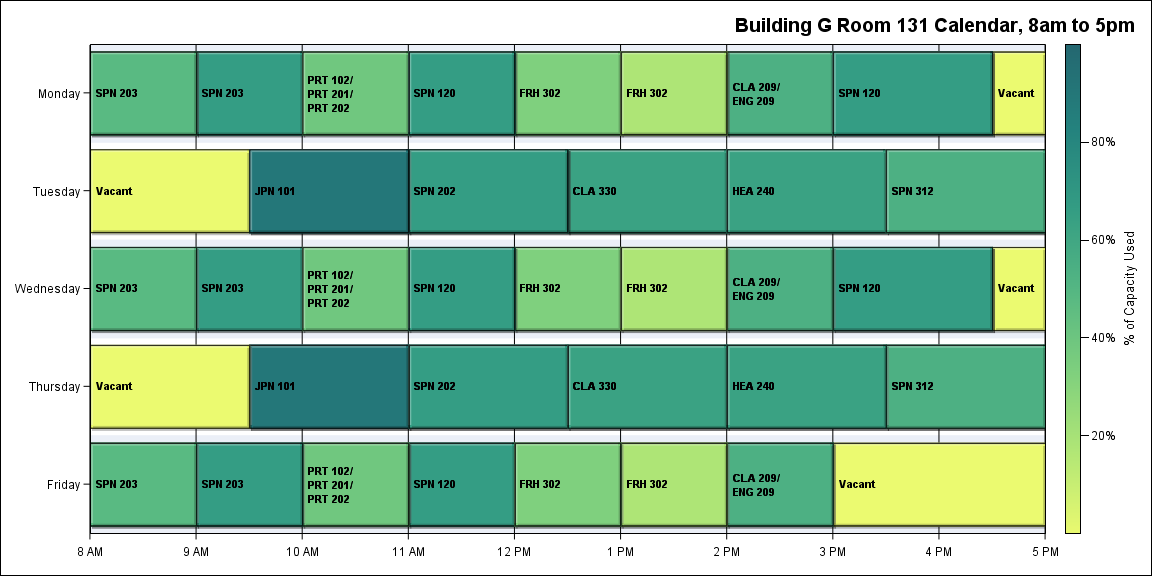 Building G Room 131 Calendar, 8am to 5pm
Monday
SPN 203
SPN 203
PRT 102/
PRT 201/
PRT 202
SPN 120
FRH 302
FRH 302
CLA 209/
ENG 209
SPN 120
Vacant
Tuesday
Vacant
JPN 101
SPN 202
CLA 330
HEA 240
SPN 312
Wednesday
SPN 203
SPN 203
PRT 102/
PRT 201/
PRT 202
SPN 120
FRH 302
FRH 302
CLA 209/
ENG 209
SPN 120
Vacant
Thursday
Vacant
JPN 101
SPN 202
CLA 330
HEA 240
SPN 312
Friday
SPN 203
SPN 203
PRT 102/
PRT 201/
PRT 202
SPN 120
FRH 302
FRH 302
CLA 209/
ENG 209
Vacant
8 AM
9 AM
10 AM
11 AM
12 PM
1 PM
2 PM
3 PM
4 PM
5 PM
80%
60%
40%
20%
% of Capacity Used